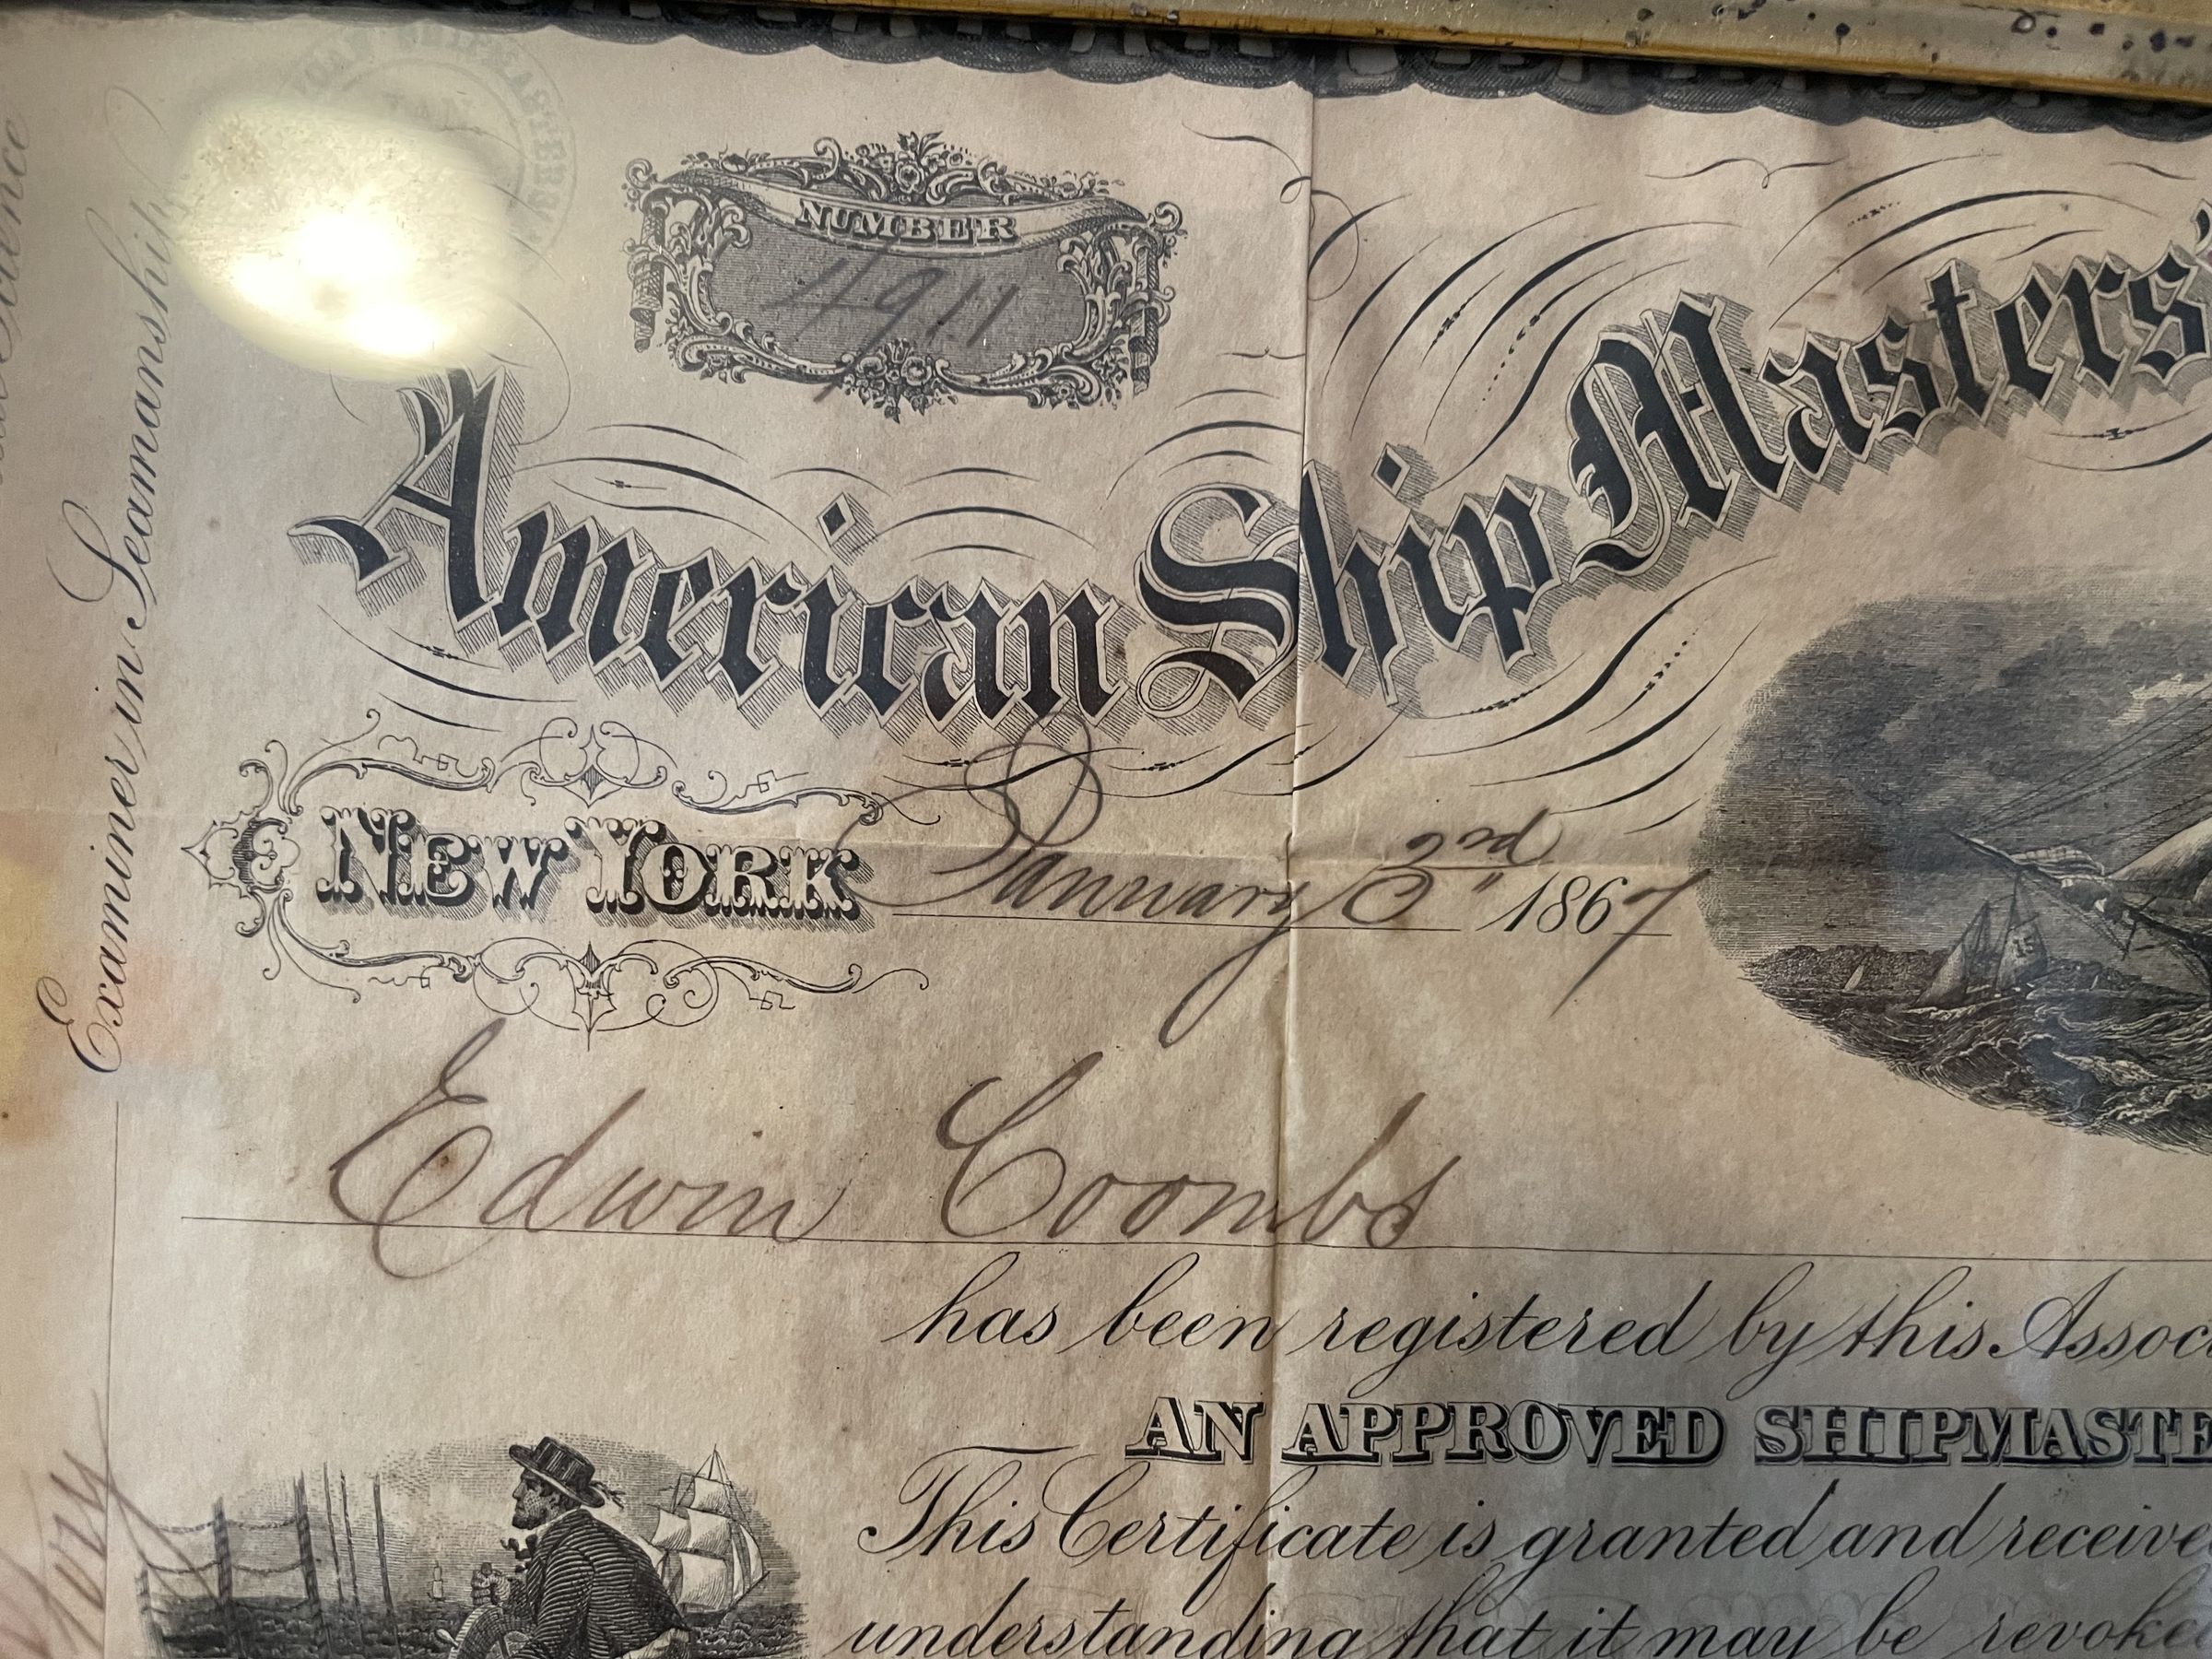 NUMBER
4911
American Ship Masters'
NEW YORK January 3rd 1867
Edwin Coombs
has been registered by this Assoc
AN APPROVED SHIPMASTE
This Certificate is granted and receive
understanding that it may be revoke
Examiner in Seamanship